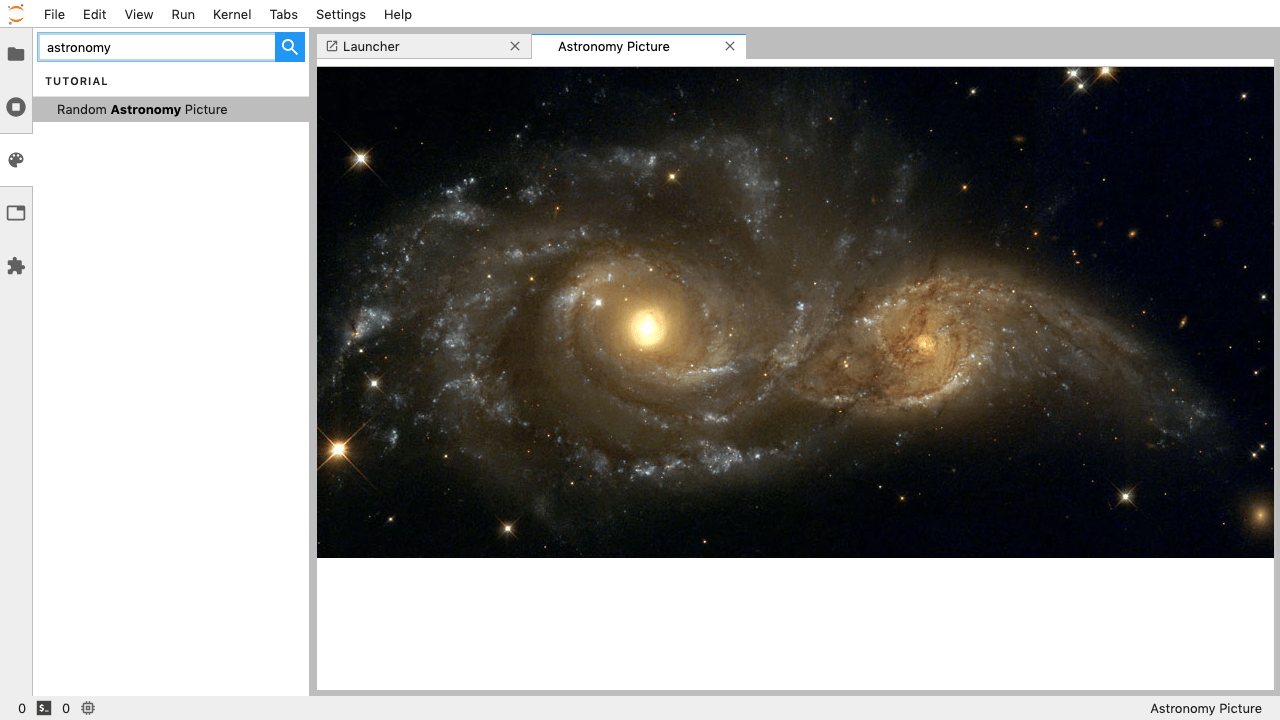 File Edit View Run Kernel Tabs Settings Help
astronomy
TUTORIAL
Random Astronomy Picture
Launcher
Astronomy Picture
0 $_ 0
Astronomy Picture